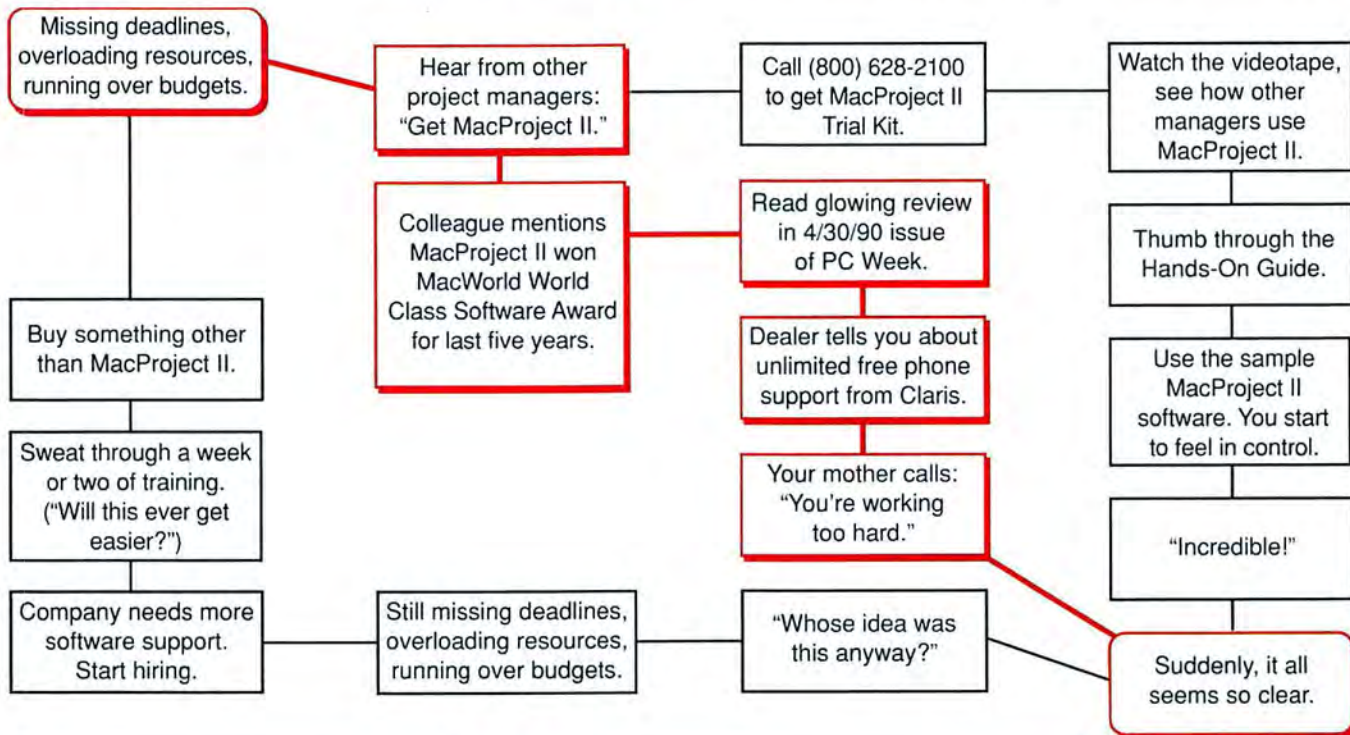 Missing deadlines,
overloading resources,
running over budgets.
Hear from other
project managers:
“Get MacProject II.”
Call (800) 628-2100
to get MacProject II
Trial Kit.
Watch the videotape,
see how other
managers use
MacProject II.
Colleague mentions
MacProject II won
MacWorld World
Class Software Award
for last five years.
Read glowing review
in 4/30/90 issue
of PC Week.
Thumb through the
Hands-On Guide.
Buy something other
than MacProject II.
Dealer tells you about
unlimited free phone
support from Claris.
Use the sample
MacProject II
software. You start
to feel in control.
Sweat through a week
or two of training.
(“Will this ever get
easier?”)
Your mother calls:
“You’re working
too hard.”
“Incredible!”
Company needs more
software support.
Start hiring.
Still missing deadlines,
overloading resources,
running over budgets.
“Whose idea was
this anyway?”
Suddenly, it all
seems so clear.